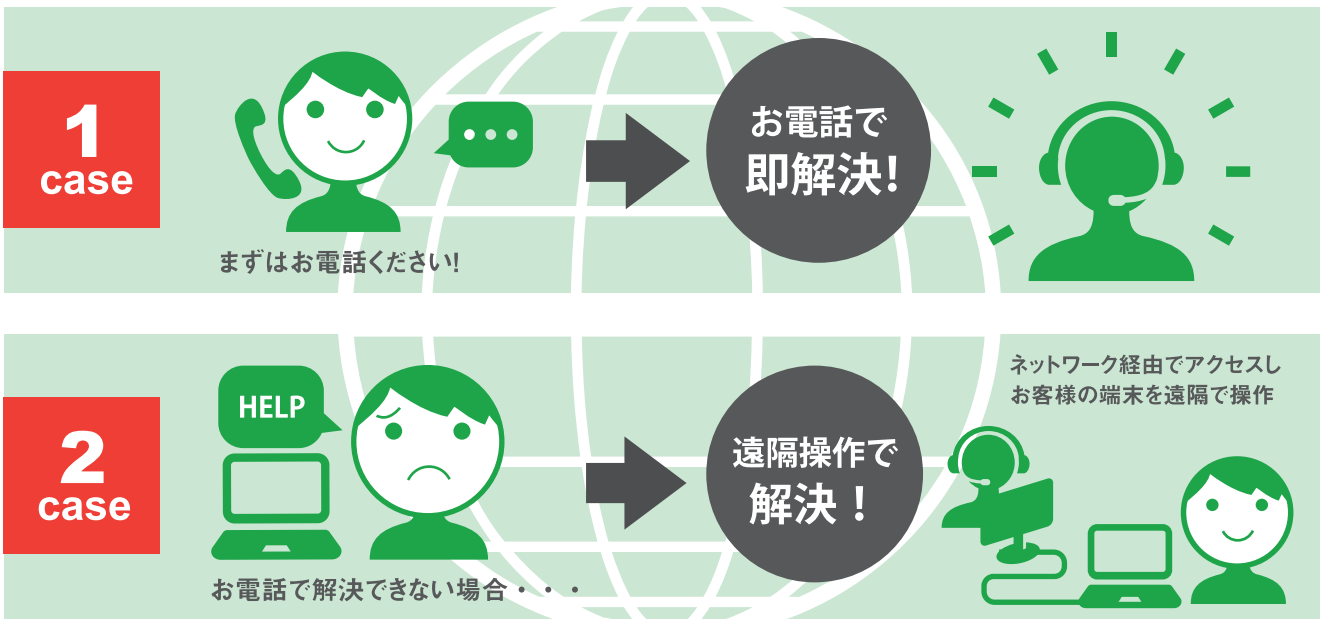 1
case
まずはお電話ください!
お電話で
即解決!
2
case
HELP
お電話で解決できない場合・・・
遠隔操作で
解決！
ネットワーク経由でアクセスし
お客様の端末を遠隔で操作